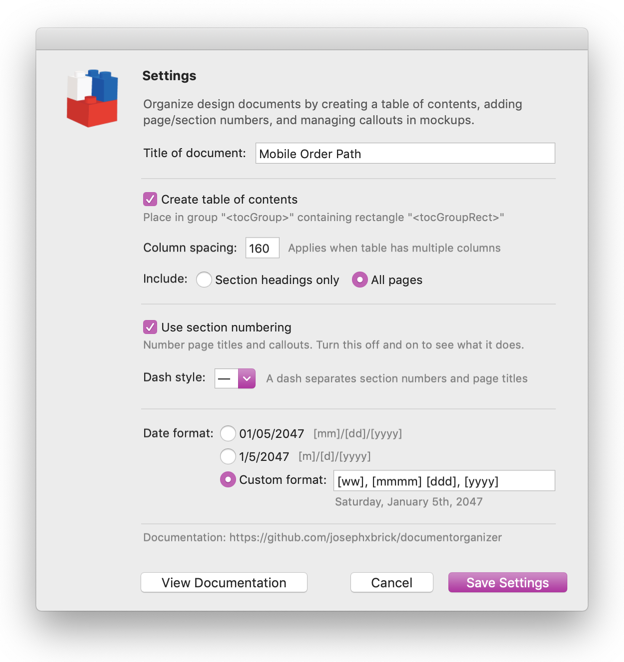 Settings
Organize design documents by creating a table of contents, adding
page/section numbers, and managing callouts in mockups.
Title of document: Mobile Order Path
Create table of contents
Place in group "<tocGroup>" containing rectangle "<tocGroupRect>"
Column spacing: 160 Applies when table has multiple columns
Include: Section headings only All pages
Use section numbering
Number page titles and callouts. Turn this off and on to see what it does.
Dash style: — A dash separates section numbers and page titles
Date format: 01/05/2047 [mm]/[dd]/[yyyy]
1/5/2047 [m]/[d]/[yyyy]
Custom format: [ww], [mmmm] [ddd], [yyyy]
Saturday, January 5th, 2047
Documentation: https://github.com/josephxbrick/documentorganizer
View Documentation Cancel Save Settings